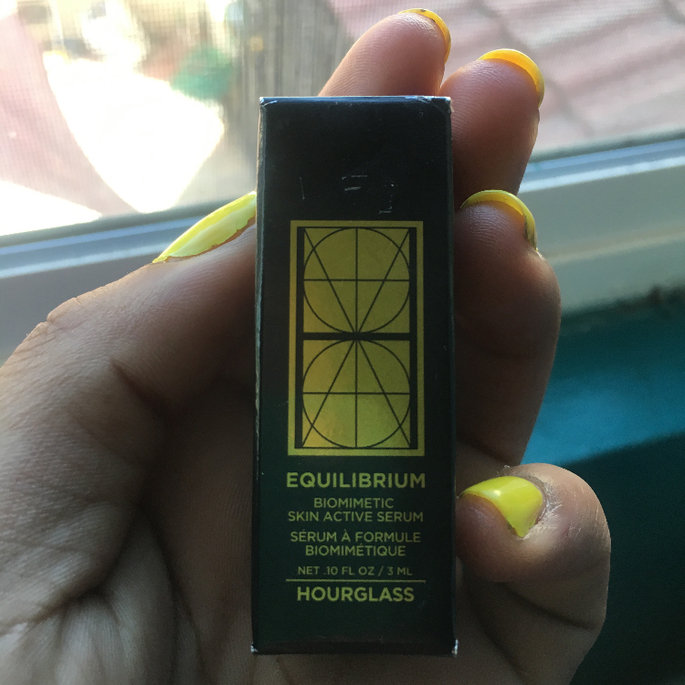 EQUILIBRIUM
BIOMIMETIC
SKIN ACTIVE SERUM
SÉRUM À FORMULE
BIOMIMÉTIQUE
NET .10 FL OZ / 3 ML
HOURGLASS